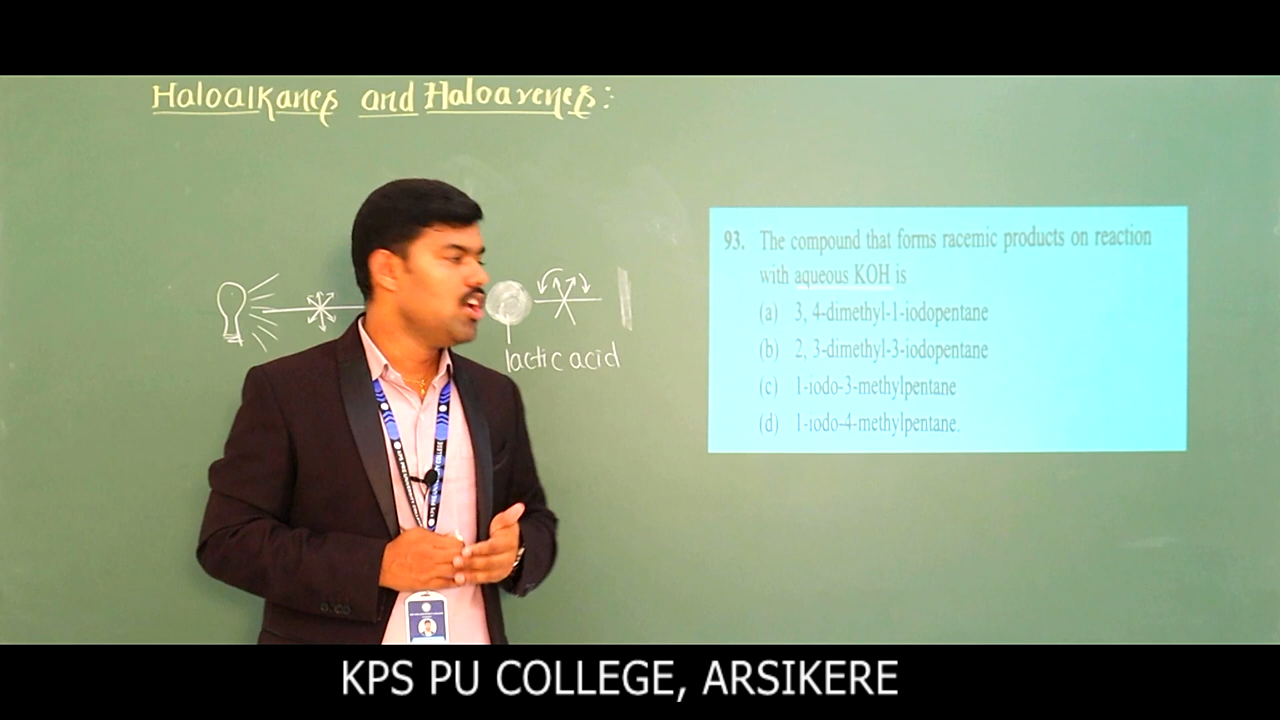 Haloalkanes and Haloarenes:
lactic acid
93. The compound that forms racemic products on reaction
with aqueous KOH is
(a) 3, 4-dimethyl-1-iodopentane
(b) 2, 3-dimethyl-3-iodopentane
(c) 1-iodo-3-methylpentane
(d) 1-iodo-4-methylpentane.
KPS PU COLLEGE, ARSIKERE